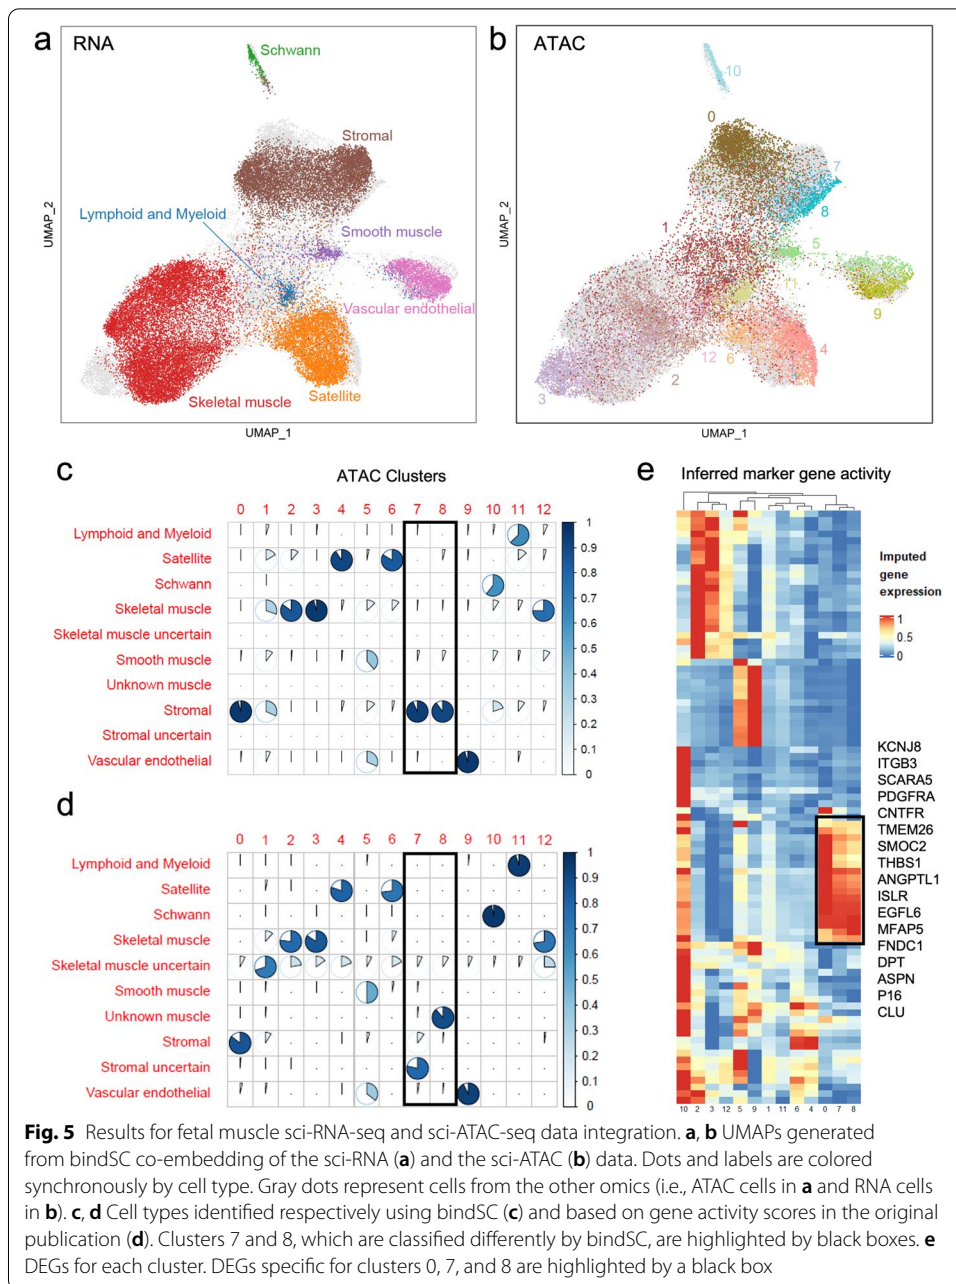 a RNA
Schwann
Stromal
Lymphoid and Myeloid
Smooth muscle
Vascular endothelial
Skeletal muscle
Satellite
UMAP_2
UMAP_1
b ATAC
10
0
7
8
1
5
11
9
12
6
4
2
3
UMAP_2
UMAP_1
c ATAC Clusters
0 1 2 3 4 5 6 7 8 9 10 11 12
Lymphoid and Myeloid
Satellite
Schwann
Skeletal muscle
Skeletal muscle uncertain
Smooth muscle
Unknown muscle
Stromal
Stromal uncertain
Vascular endothelial
1
0.9
0.8
0.7
0.6
0.5
0.4
0.3
0.2
0.1
0
d
0 1 2 3 4 5 6 7 8 9 10 11 12
Lymphoid and Myeloid
Satellite
Schwann
Skeletal muscle
Skeletal muscle uncertain
Smooth muscle
Unknown muscle
Stromal
Stromal uncertain
Vascular endothelial
1
0.9
0.8
0.7
0.6
0.5
0.4
0.3
0.2
0.1
0
e Inferred marker gene activity
Imputed
gene
expression
1
0.5
0
KCNJ8
ITGB3
SCARA5
PDGFRA
CNTFR
TMEM26
SMOC2
THBS1
ANGPTL1
ISLR
EGFL6
MFAP5
FNDC1
DPT
ASPN
P16
CLU
10 2 3 12 5 9 1 11 6 4 0 7 8
Fig. 5 Results for fetal muscle sci-RNA-seq and sci-ATAC-seq data integration. a, b UMAPs generated
from bindSC co-embedding of the sci-RNA (a) and the sci-ATAC (b) data. Dots and labels are colored
synchronously by cell type. Gray dots represent cells from the other omics (i.e., ATAC cells in a and RNA cells
in b). c, d Cell types identified respectively using bindSC (c) and based on gene activity scores in the original
publication (d). Clusters 7 and 8, which are classified differently by bindSC, are highlighted by black boxes. e
DEGs for each cluster. DEGs specific for clusters 0, 7, and 8 are highlighted by a black box